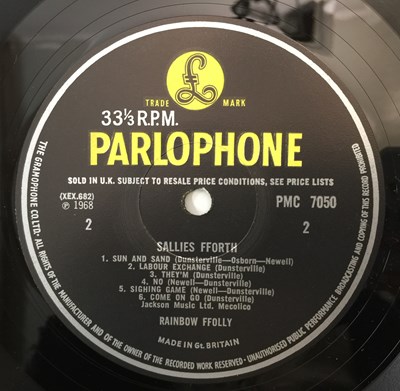 £
TRADE MARK
33⅓ R.P.M.
PARLOPHONE
SOLD IN U.K. SUBJECT TO RESALE PRICE CONDITIONS, SEE PRICE LISTS
(XEX.682)
℗ 1968
PMC 7050
2
2
SALLIES FFORTH
1. SUN AND SAND (Dunsterville—Osborn—Newell)
2. LABOUR EXCHANGE (Dunsterville)
3. THEY'M (Dunsterville)
4. NO (Newell—Dunsterville)
5. SIGHING GAME (Newell—Dunsterville)
6. COME ON GO (Dunsterville)
Jackson Music Ltd. Mecolico
RAINBOW FFOLLY
MADE IN Gt. BRITAIN
THE GRAMOPHONE CO. LTD. ALL RIGHTS OF THE MANUFACTURER AND OF THE OWNER OF THE RECORDED WORK RESERVED · UNAUTHORISED PUBLIC PERFORMANCE, BROADCASTING AND COPYING OF THIS RECORD PROHIBITED